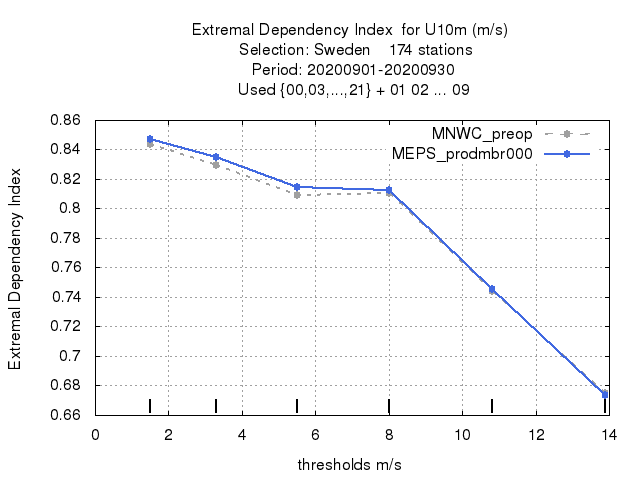 Extremal Dependency Index  for U10m (m/s)
Selection: Sweden    174 stations
Period: 20200901-20200930
Used {00,03,...,21} + 01 02 ... 09
MNWC_preop
MEPS_prodmbr000
Extremal Dependency Index
0.86
0.84
0.82
0.8
0.78
0.76
0.74
0.72
0.7
0.68
0.66
0 2 4 6 8 10 12 14
thresholds m/s